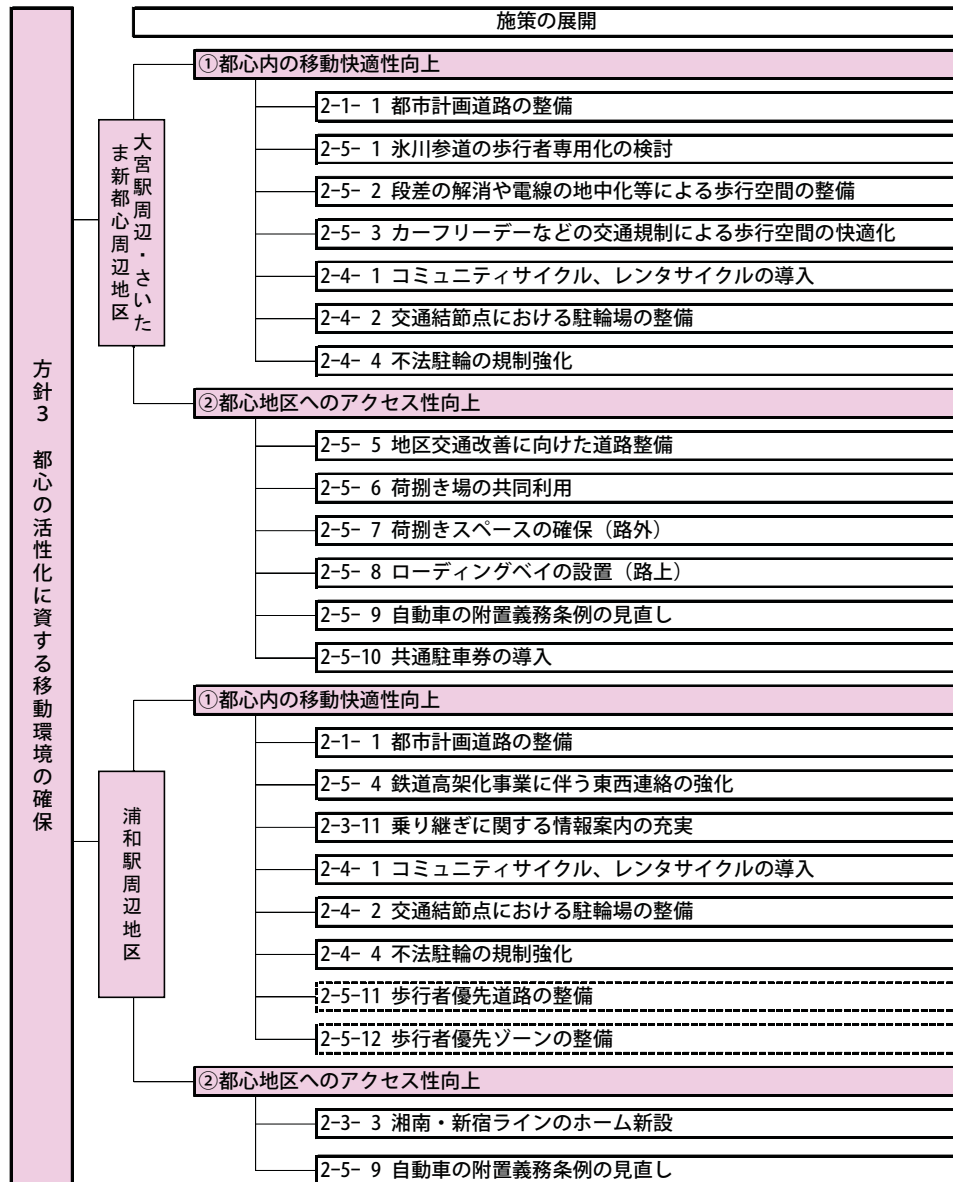 施策の展開
方針3 都心の活性化に資する移動環境の確保
大宮駅周辺・さいた
ま新都心周辺地区
①都心内の移動快適性向上
2-1- 1 都市計画道路の整備
2-5- 1 氷川参道の歩行者専用化の検討
2-5- 2 段差の解消や電線の地中化等による歩行空間の整備
2-5- 3 カーフリーデーなどの交通規制による歩行空間の快適化
2-4- 1 コミュニティサイクル、レンタサイクルの導入
2-4- 2 交通結節点における駐輪場の整備
2-4- 4 不法駐輪の規制強化
②都心地区へのアクセス性向上
2-5- 5 地区交通改善に向けた道路整備
2-5- 6 荷捌き場の共同利用
2-5- 7 荷捌きスペースの確保（路外）
2-5- 8 ローディングベイの設置（路上）
2-5- 9 自動車の附置義務条例の見直し
2-5-10 共通駐車券の導入
浦和駅周辺地区
①都心内の移動快適性向上
2-1- 1 都市計画道路の整備
2-5- 4 鉄道高架化事業に伴う東西連絡の強化
2-3-11 乗り継ぎに関する情報案内の充実
2-4- 1 コミュニティサイクル、レンタサイクルの導入
2-4- 2 交通結節点における駐輪場の整備
2-4- 4 不法駐輪の規制強化
2-5-11 歩行者優先道路の整備
2-5-12 歩行者優先ゾーンの整備
②都心地区へのアクセス性向上
2-3- 3 湘南・新宿ラインのホーム新設
2-5- 9 自動車の附置義務条例の見直し